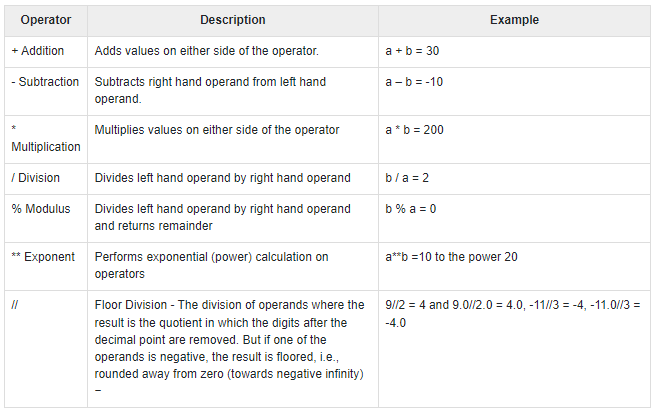 Operator Description Example
+ Addition Adds values on either side of the operator. a + b = 30
- Subtraction Subtracts right hand operand from left hand a – b = -10
operand.
* Multiplies values on either side of the operator a * b = 200
Multiplication
/ Division Divides left hand operand by right hand operand b / a = 2
% Modulus Divides left hand operand by right hand operand b % a = 0
and returns remainder
** Exponent Performs exponential (power) calculation on a**b =10 to the power 20
operators
// Floor Division - The division of operands where the 9//2 = 4 and 9.0//2.0 = 4.0, -11//3 = -4, -11.0//3 =
result is the quotient in which the digits after the -4.0
decimal point are removed. But if one of the
operands is negative, the result is floored, i.e.,
rounded away from zero (towards negative infinity)
–